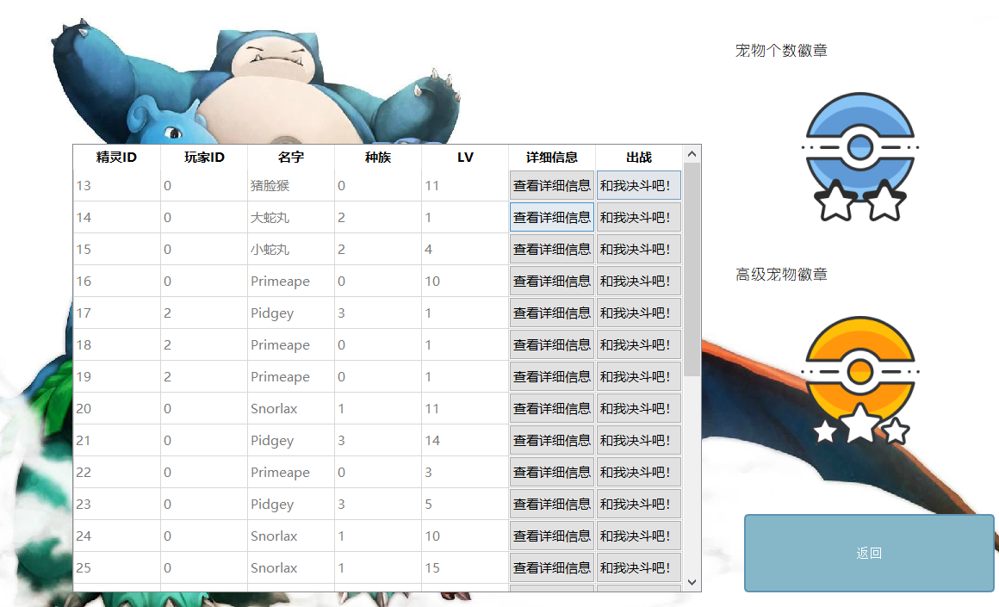 宠物个数徽章
精灵ID 玩家ID 名字 种族 LV 详细信息 出战
13 0 猪脸猴 0 11 查看详细信息 和我决斗吧!
14 0 大蛇丸 2 1 查看详细信息 和我决斗吧!
15 0 小蛇丸 2 4 查看详细信息 和我决斗吧!
16 0 Primeape 0 10 查看详细信息 和我决斗吧!
17 2 Pidgey 3 1 查看详细信息 和我决斗吧!
18 2 Primeape 0 1 查看详细信息 和我决斗吧!
19 2 Primeape 0 1 查看详细信息 和我决斗吧!
20 0 Snorlax 1 11 查看详细信息 和我决斗吧!
21 0 Pidgey 3 14 查看详细信息 和我决斗吧!
22 0 Primeape 0 3 查看详细信息 和我决斗吧!
23 0 Pidgey 3 5 查看详细信息 和我决斗吧!
24 0 Snorlax 1 10 查看详细信息 和我决斗吧!
25 0 Snorlax 1 15 查看详细信息 和我决斗吧!
高级宠物徽章
返回